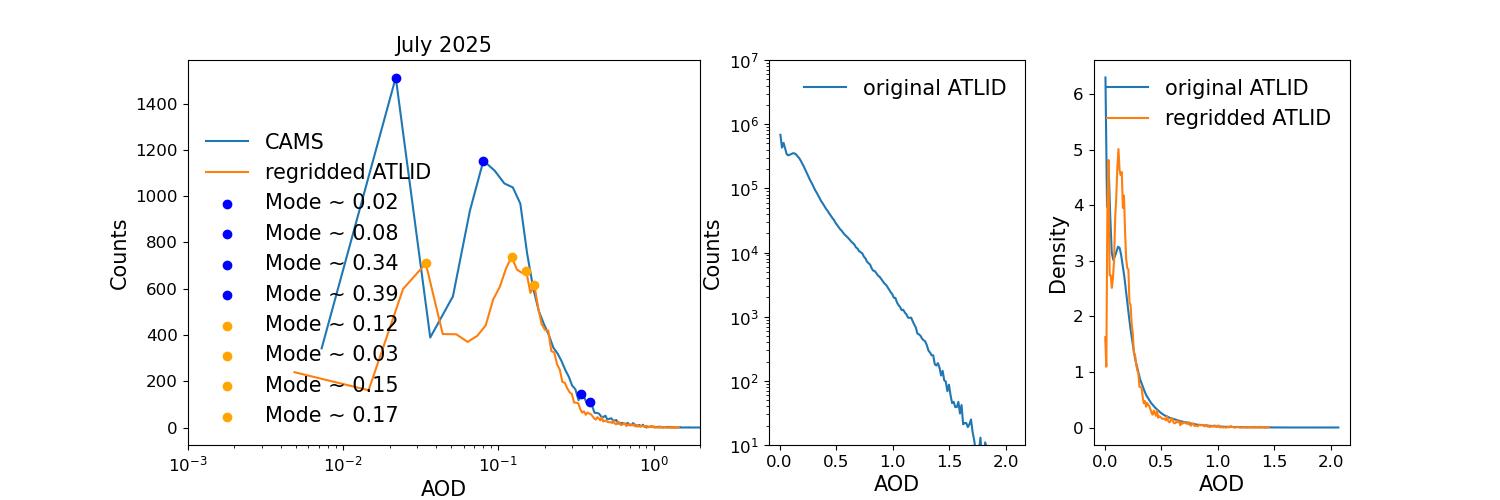 July 2025
Counts
1400
1200
1000
800
600
400
200
0
CAMS
regridded ATLID
Mode ~ 0.02
Mode ~ 0.08
Mode ~ 0.34
Mode ~ 0.39
Mode ~ 0.12
Mode ~ 0.03
Mode ~ 0.15
Mode ~ 0.17
10⁻³ 10⁻² 10⁻¹ 10⁰
AOD
Counts
10⁷
10⁶
10⁵
10⁴
10³
10²
10¹
original ATLID
0.0 0.5 1.0 1.5 2.0
AOD
Density
6
5
4
3
2
1
0
original ATLID
regridded ATLID
0.0 0.5 1.0 1.5 2.0
AOD